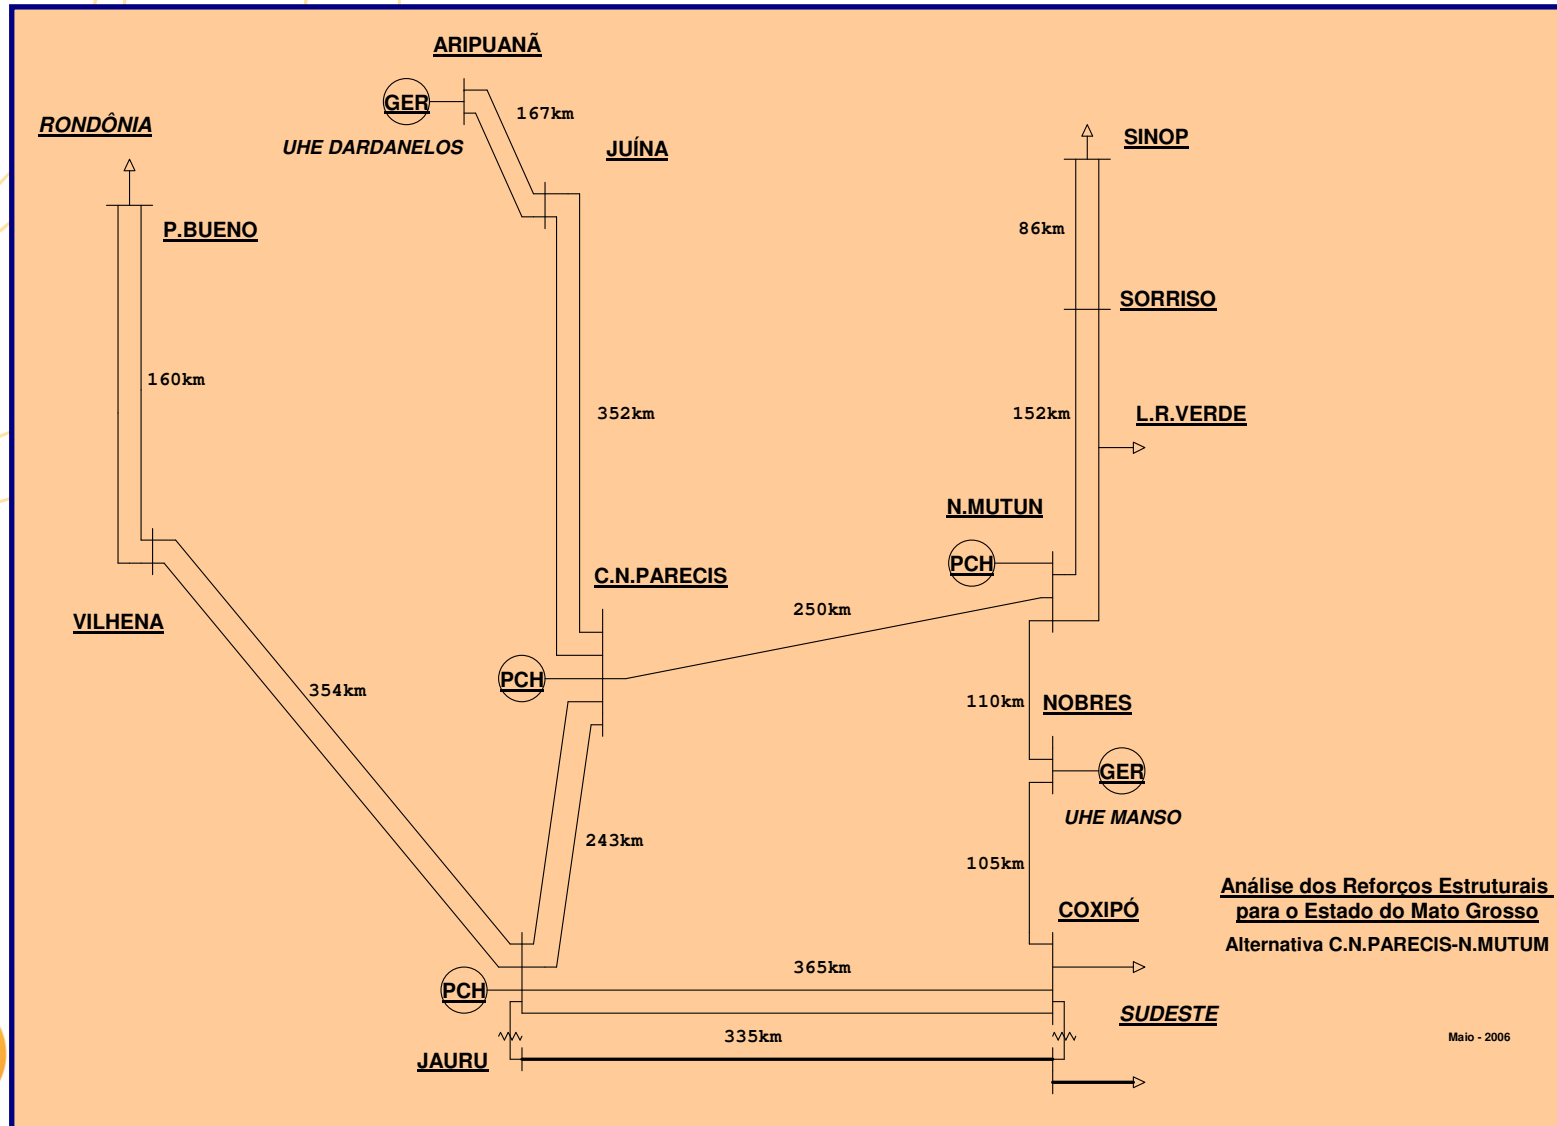 ARIPUANÃ
GER
167km
RONDÔNIA
UHE DARDANELOS
JUÍNA
SINOP
P.BUENO
86km
SORRISO
160km
352km
152km
L.R.VERDE
N.MUTUN
PCH
C.N.PARECIS
250km
VILHENA
PCH
354km
110km
NOBRES
GER
UHE MANSO
243km
105km
Análise dos Reforços Estruturais
para o Estado do Mato Grosso
COXIPÓ
Alternativa C.N.PARECIS-N.MUTUM
365km
PCH
SUDESTE
335km
Maio - 2006
JAURU